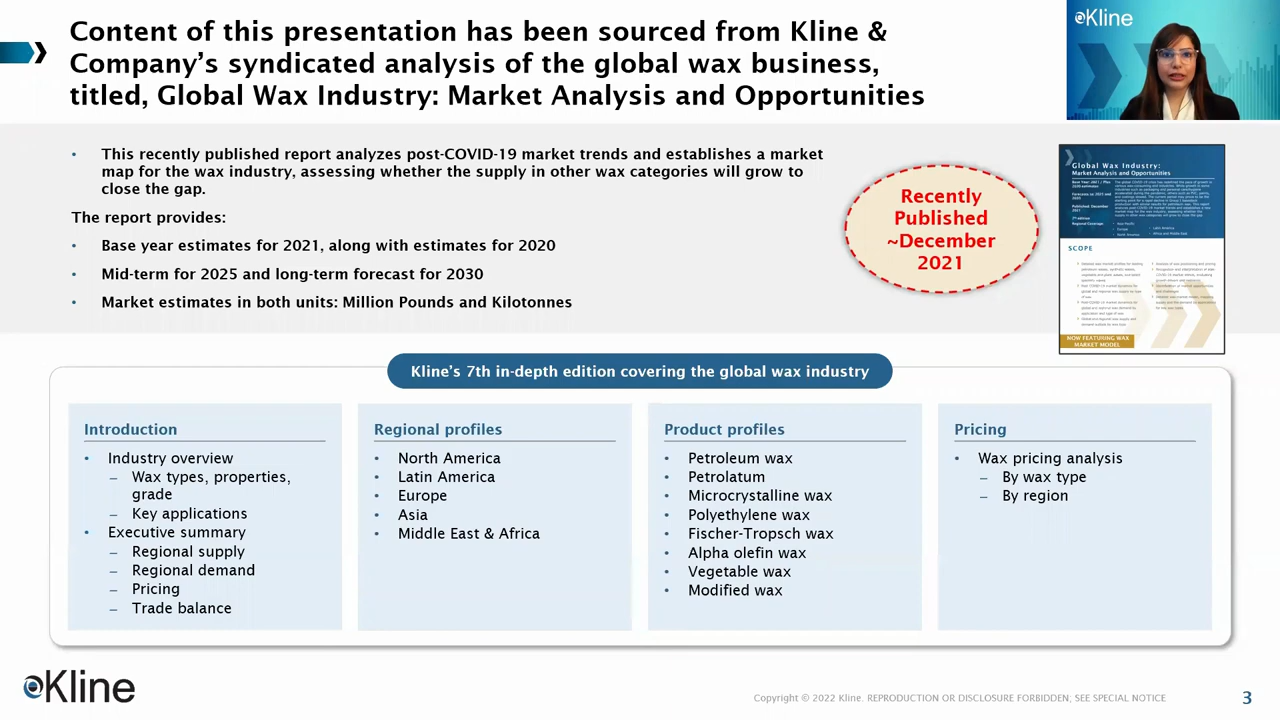 Content of this presentation has been sourced from Kline &
Company's syndicated analysis of the global wax business,
titled, Global Wax Industry: Market Analysis and Opportunities
Kline
This recently published report analyzes post-COVID-19 market trends and establishes a market
map for the wax industry, assessing whether the supply in other wax categories will grow to
close the gap.
The report provides:
Base year estimates for 2021, along with estimates for 2020
Mid-term for 2025 and long-term forecast for 2030
Market estimates in both units: Million Pounds and Kilotonnes
Recently
Published
~December
2021
Global Wax Industry:
Market Analysis and Opportunities
SCOPE
NOW FEATURING WAX
MARKET MODEL
Kline's 7th in-depth edition covering the global wax industry
Introduction
• Industry overview
– Wax types, properties,
grade
– Key applications
• Executive summary
– Regional supply
– Regional demand
– Pricing
– Trade balance
Regional profiles
• North America
• Latin America
• Europe
• Asia
• Middle East & Africa
Product profiles
• Petroleum wax
• Petrolatum
• Microcrystalline wax
• Polyethylene wax
• Fischer-Tropsch wax
• Alpha olefin wax
• Vegetable wax
• Modified wax
Pricing
• Wax pricing analysis
– By wax type
– By region
Kline
Copyright © 2022 Kline. REPRODUCTION OR DISCLOSURE FORBIDDEN; SEE SPECIAL NOTICE
3